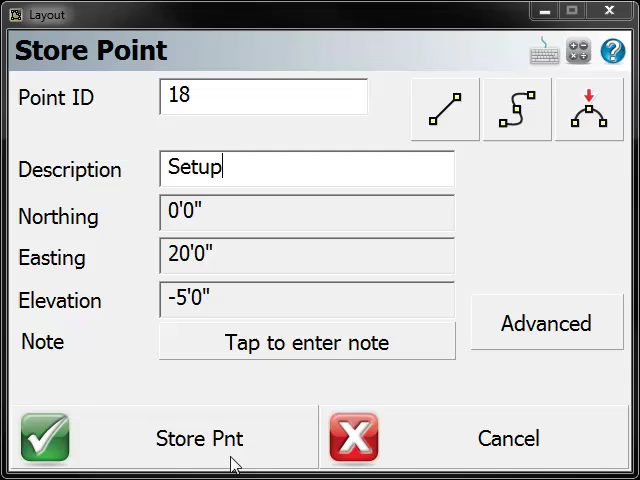 Layout
Store Point
Point ID 18
Description Setup
Northing 0'0"
Easting 20'0"
Elevation -5'0"
Note Tap to enter note
Advanced
Store Pnt Cancel